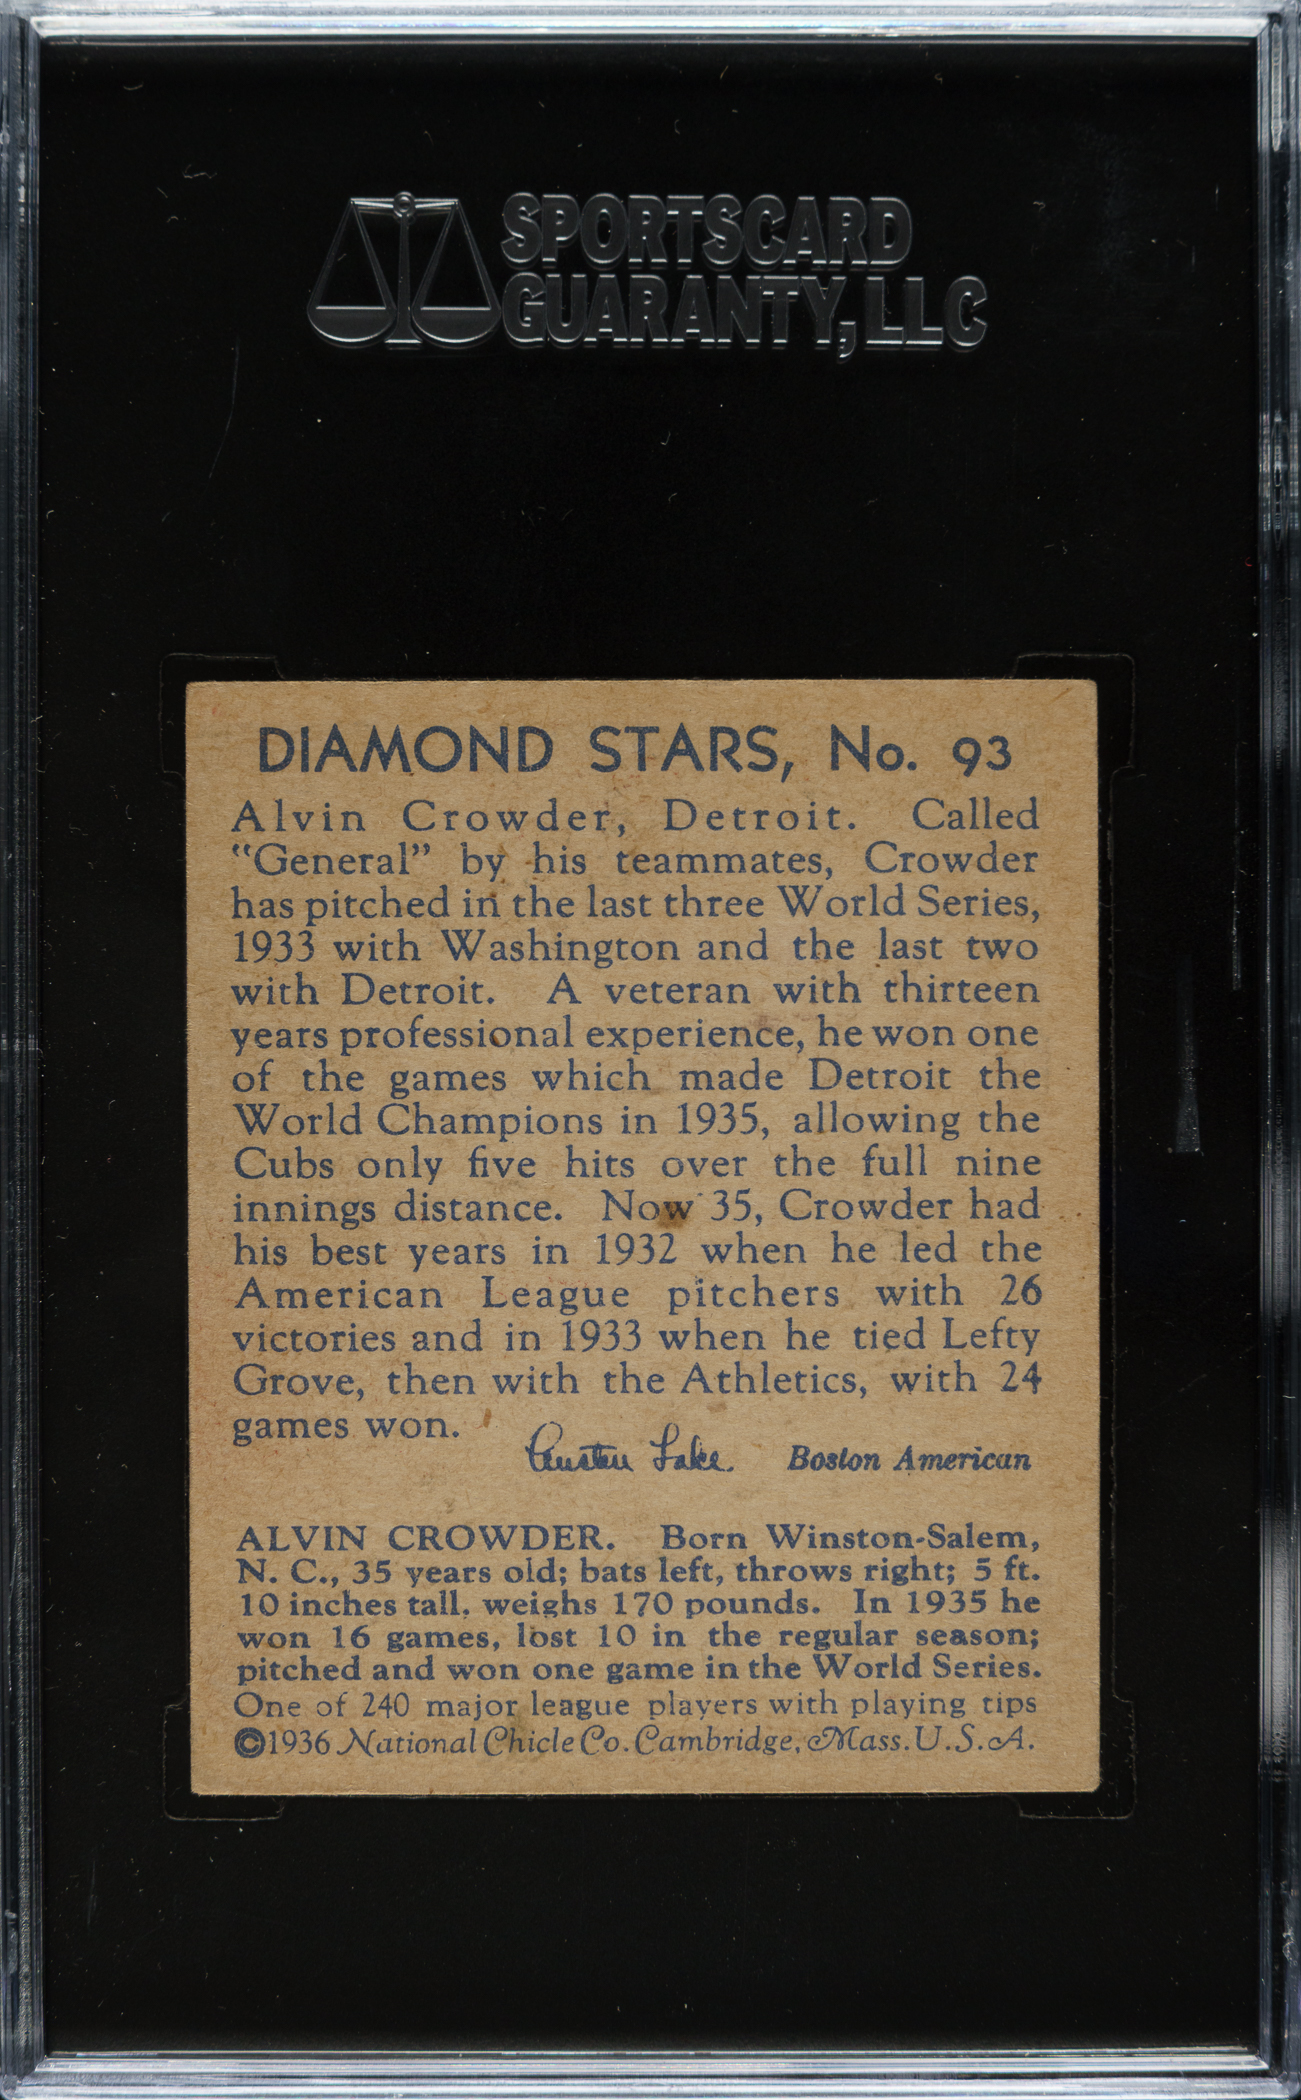 SPORTSCARD
GUARANTY, LLC
DIAMOND STARS, No. 93
Alvin Crowder, Detroit. Called
"General" by his teammates, Crowder
has pitched in the last three World Series,
1933 with Washington and the last two
with Detroit. A veteran with thirteen
years professional experience, he won one
of the games which made Detroit the
World Champions in 1935, allowing the
Cubs only five hits over the full nine
innings distance. Now 35, Crowder had
his best years in 1932 when he led the
American League pitchers with 26
victories and in 1933 when he tied Lefty
Grove, then with the Athletics, with 24
games won.
Austen Lake Boston American
ALVIN CROWDER. Born Winston-Salem,
N. C., 35 years old; bats left, throws right; 5 ft.
10 inches tall, weighs 170 pounds. In 1935 he
won 16 games, lost 10 in the regular season;
pitched and won one game in the World Series.
One of 240 major league players with playing tips
©1936 National Chicle Co. Cambridge, Mass. U.S.A.